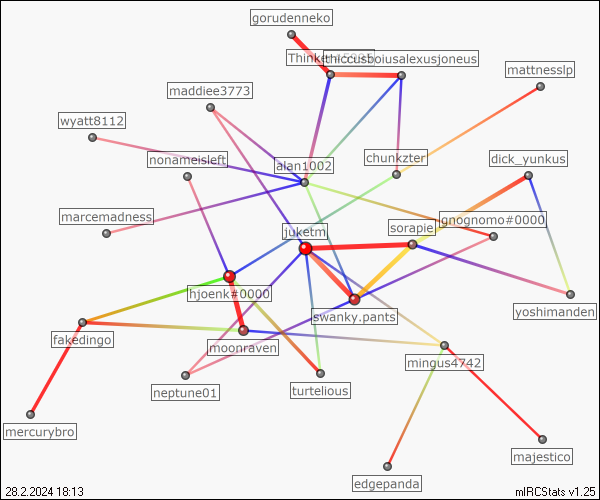 gorudenneko
thiccusboiusalexusjoneus
mattnesslp
maddiee3773
wyatt8112
nonameisleft
alan1002
chunkzter
dick_yunkus
marcemadness
juketm
sorapie
gnognomo#0000
hjoenk#0000
swanky.pants
yoshimanden
fakedingo
moonraven
mingus4742
neptune01
turtelious
mercurybro
majestico
edgepanda
28.2.2024 18:13
mIRCStats v1.25